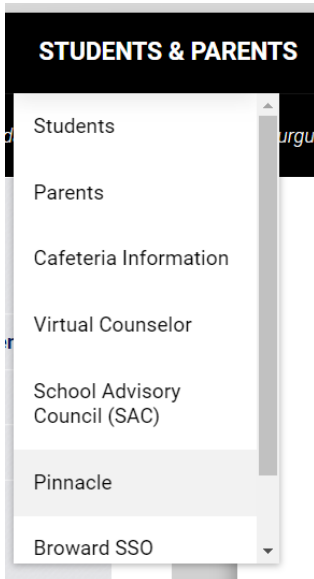 STUDENTS & PARENTS
Students
Parents
Cafeteria Information
Virtual Counselor
School Advisory
Council (SAC)
Pinnacle
Broward SSO